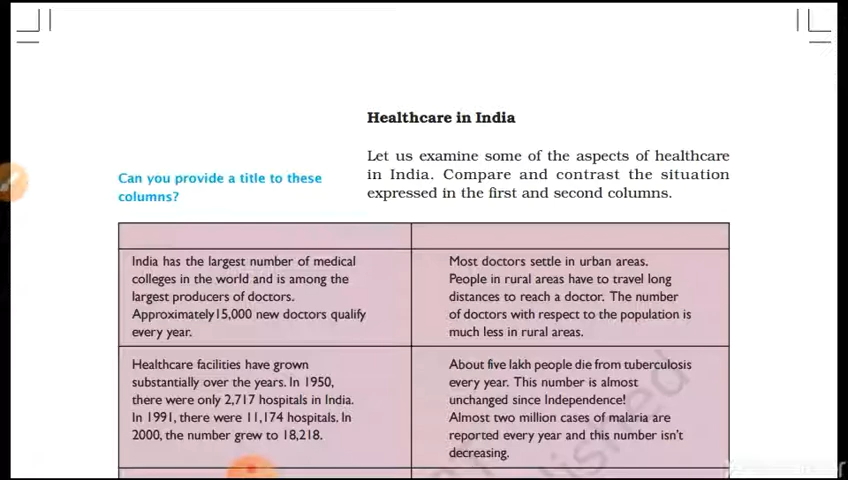 Healthcare in India
Let us examine some of the aspects of healthcare
in India. Compare and contrast the situation
expressed in the first and second columns.
Can you provide a title to these
columns?
India has the largest number of medical
colleges in the world and is among the
largest producers of doctors.
Approximately15,000 new doctors qualify
every year.
Most doctors settle in urban areas.
People in rural areas have to travel long
distances to reach a doctor. The number
of doctors with respect to the population is
much less in rural areas.
Healthcare facilities have grown
substantially over the years. In 1950,
there were only 2,717 hospitals in India.
In 1991, there were 11,174 hospitals. In
2000, the number grew to 18,218.
About five lakh people die from tuberculosis
every year. This number is almost
unchanged since Independence!
Almost two million cases of malaria are
reported every year and this number isn't
decreasing.